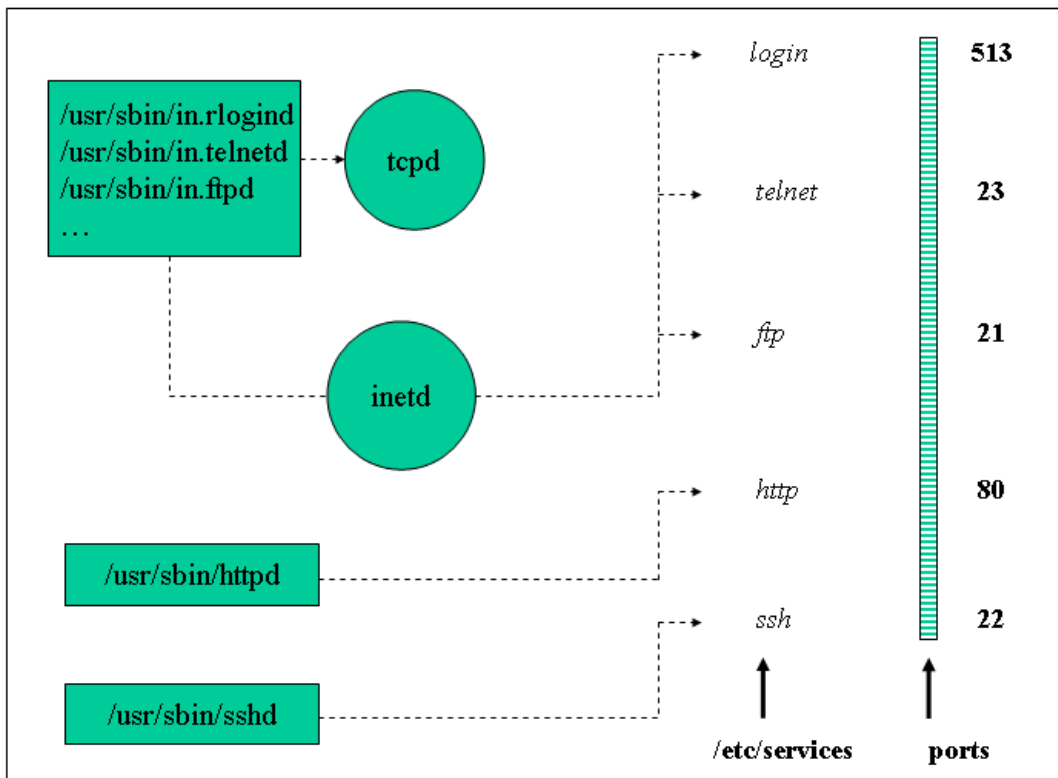 login 513
/usr/sbin/in.rlogind
/usr/sbin/in.telnetd
/usr/sbin/in.ftpd
…
tcpd
telnet 23
ftp 21
inetd
http 80
/usr/sbin/httpd
ssh 22
/usr/sbin/sshd
/etc/services ports